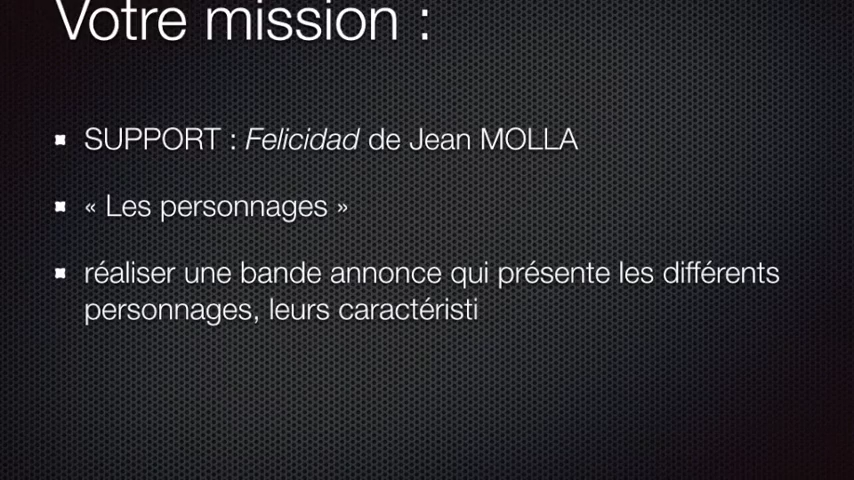 Votre mission :
SUPPORT : Felicidad de Jean MOLLA
« Les personnages »
réaliser une bande annonce qui présente les différents
personnages, leurs caractéristi